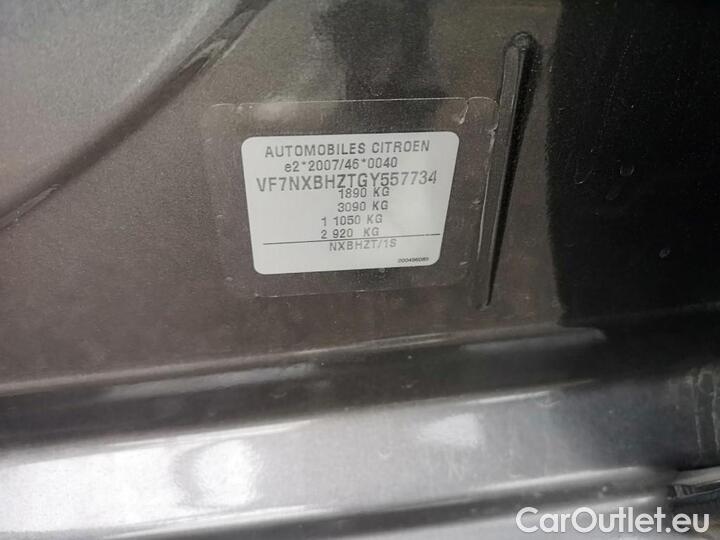 AUTOMOBILES CITROEN
e2*2007/46*0040
VF7NXBHZTGY557734
1890 KG
3090 KG
1 1050 KG
2 920 KG
NXBHZT/1S
200496085
CarOutlet.eu